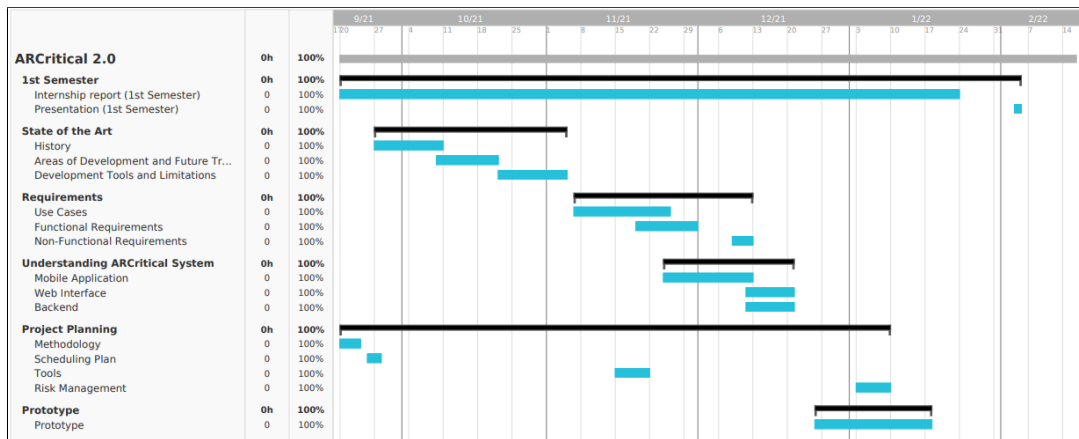 9/21 10/21 11/21 12/21 1/22 2/22
13 20 27 4 11 18 25 1 8 15 22 29 6 13 20 27 3 10 17 24 31 7 14
ARCritical 2.0 0h 100%
1st Semester 0h 100%
Internship report (1st Semester) 0 100%
Presentation (1st Semester) 0 100%
State of the Art 0h 100%
History 0 100%
Areas of Development and Future Tr... 0 100%
Development Tools and Limitations 0 100%
Requirements 0h 100%
Use Cases 0 100%
Functional Requirements 0 100%
Non-Functional Requirements 0 100%
Understanding ARCritical System 0h 100%
Mobile Application 0 100%
Web Interface 0 100%
Backend 0 100%
Project Planning 0h 100%
Methodology 0 100%
Scheduling Plan 0 100%
Tools 0 100%
Risk Management 0 100%
Prototype 0h 100%
Prototype 0 100%